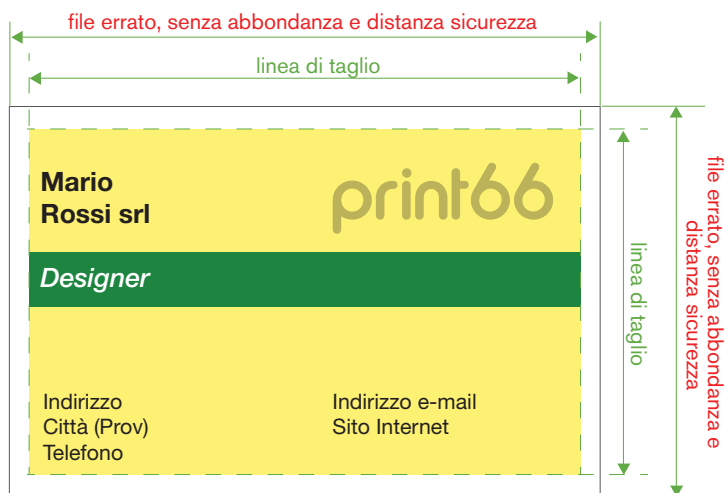 file errato, senza abbondanza e distanza sicurezza
linea di taglio
Mario
Rossi srl
print66
Designer
Indirizzo
Città (Prov)
Telefono
Indirizzo e-mail
Sito Internet
linea di taglio
file errato, senza abbondanza e
distanza sicurezza